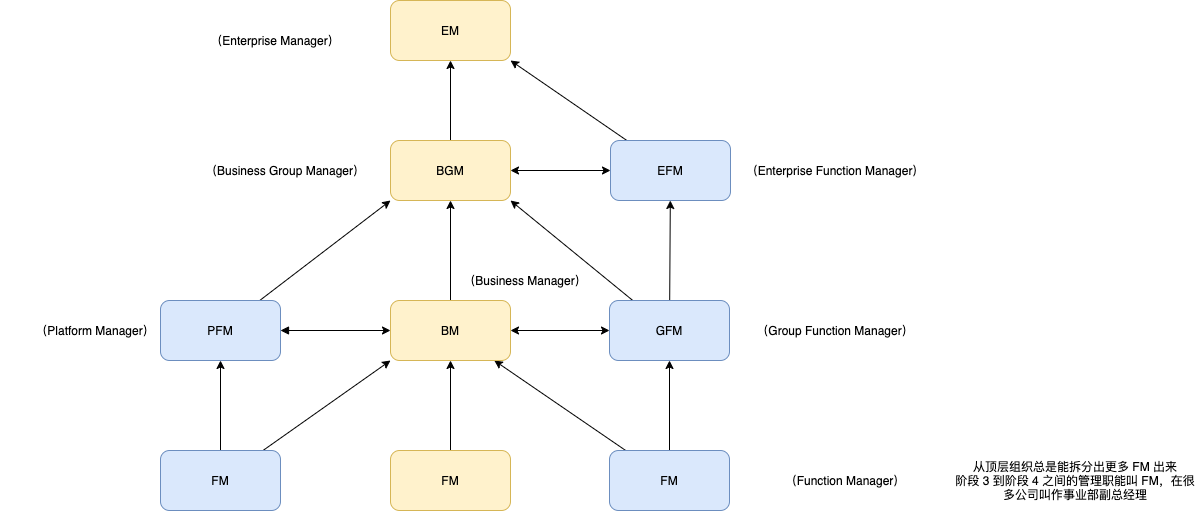 EM
(Enterprise Manager)
(Business Group Manager)
BGM
EFM
(Enterprise Function Manager)
(Business Manager)
(Platform Manager)
PFM
BM
GFM
(Group Function Manager)
FM
FM
FM
(Function Manager)
从顶层组织总是能拆分出更多 FM 出来
阶段 3 到阶段 4 之间的管理职能叫 FM，在很
多公司叫作事业部副总经理